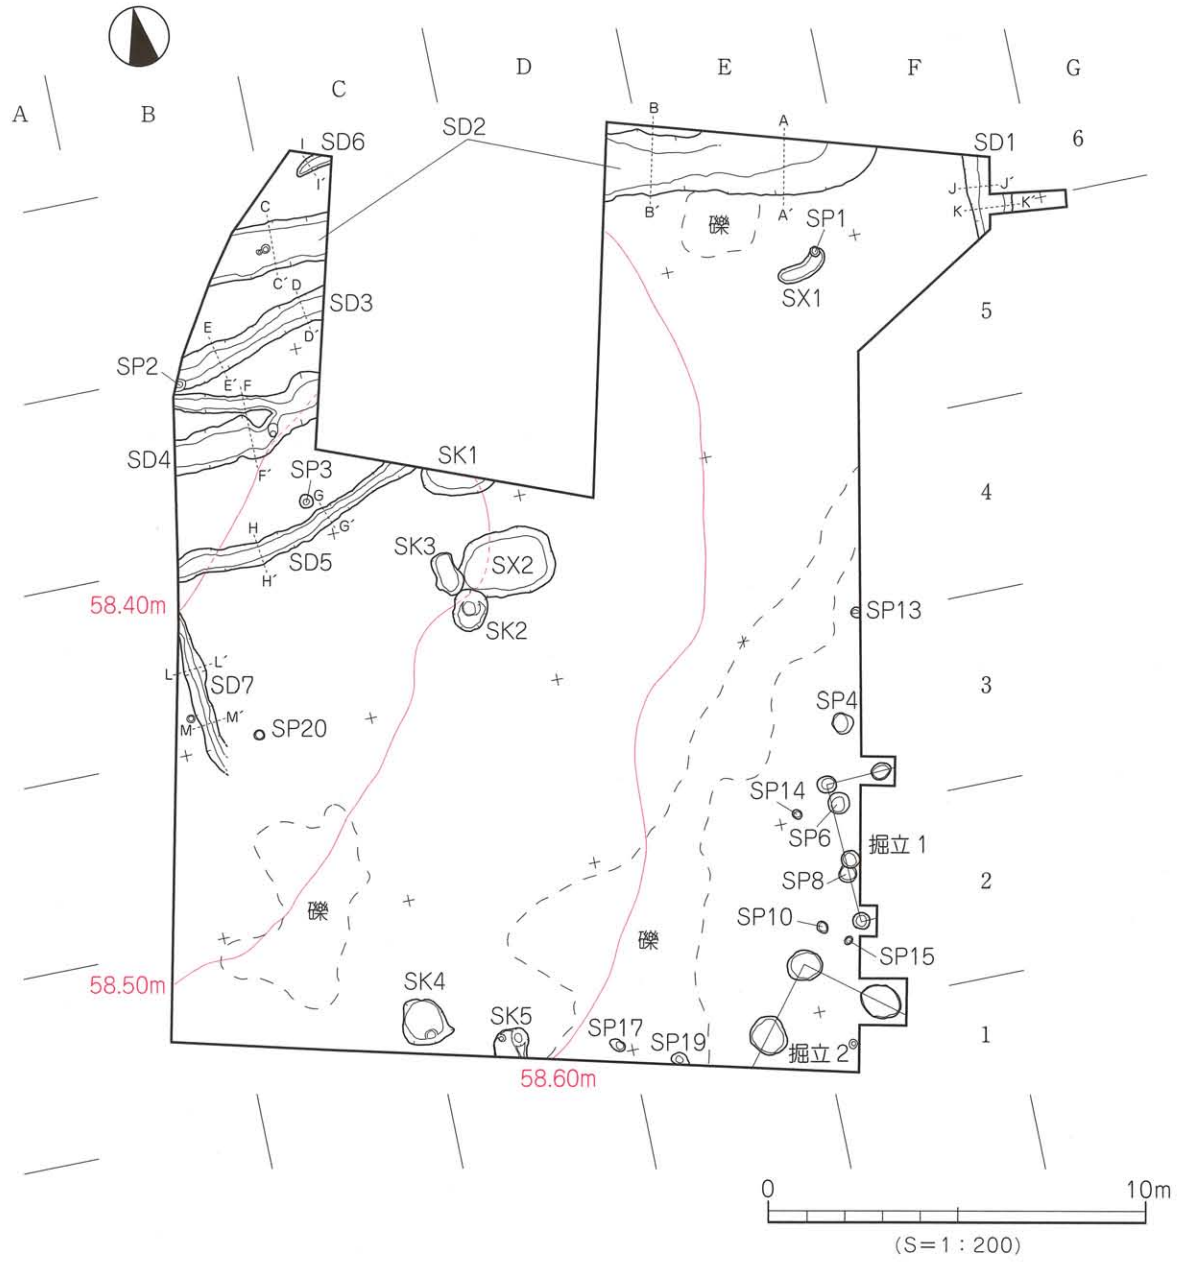 A
B
C
D
E
F
G
6
5
4
3
2
1
SD2
SD6
SD1
I
I´
B
B´
A
A´
J
J´
K
K´
C
C´
礫
SP1
SX1
D
D´
SD3
E
E´
F
F´
SP2
SD4
SP3
SK1
G
G´
H
H´
SD5
SK3
SX2
SK2
58.40m
SP13
L
L´
SD7
M
M´
SP20
SP4
SP14
SP6
掘立1
SP8
SP10
SP15
礫
礫
58.50m
SK4
SK5
SP17
SP19
掘立2
58.60m
0
10m
(S=1:200)